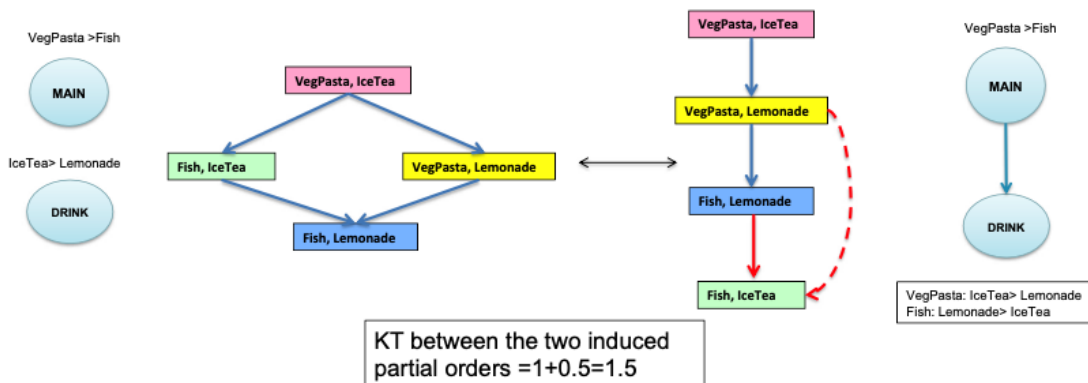 VegPasta >Fish
MAIN
IceTea> Lemonade
DRINK
VegPasta, IceTea
Fish, IceTea
VegPasta, Lemonade
Fish, Lemonade
VegPasta, IceTea
VegPasta, Lemonade
Fish, Lemonade
Fish, IceTea
VegPasta >Fish
MAIN
DRINK
VegPasta: IceTea> Lemonade
Fish: Lemonade> IceTea
KT between the two induced
partial orders =1+0.5=1.5